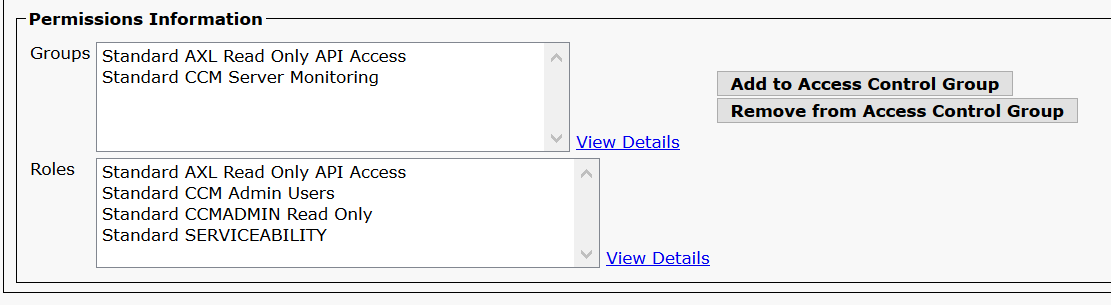 Permissions Information
Groups
Standard AXL Read Only API Access
Standard CCM Server Monitoring
Add to Access Control Group
Remove from Access Control Group
View Details
Roles
Standard AXL Read Only API Access
Standard CCM Admin Users
Standard CCMADMIN Read Only
Standard SERVICEABILITY
View Details